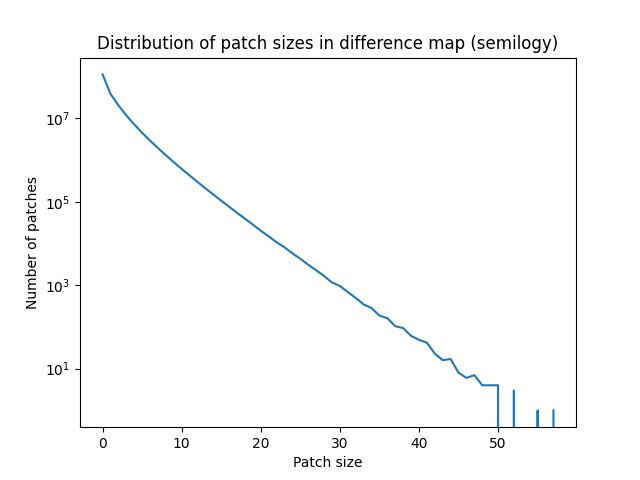 Distribution of patch sizes in difference map (semilogy)
Number of patches
10^7
10^5
10^3
10^1
0 10 20 30 40 50
Patch size